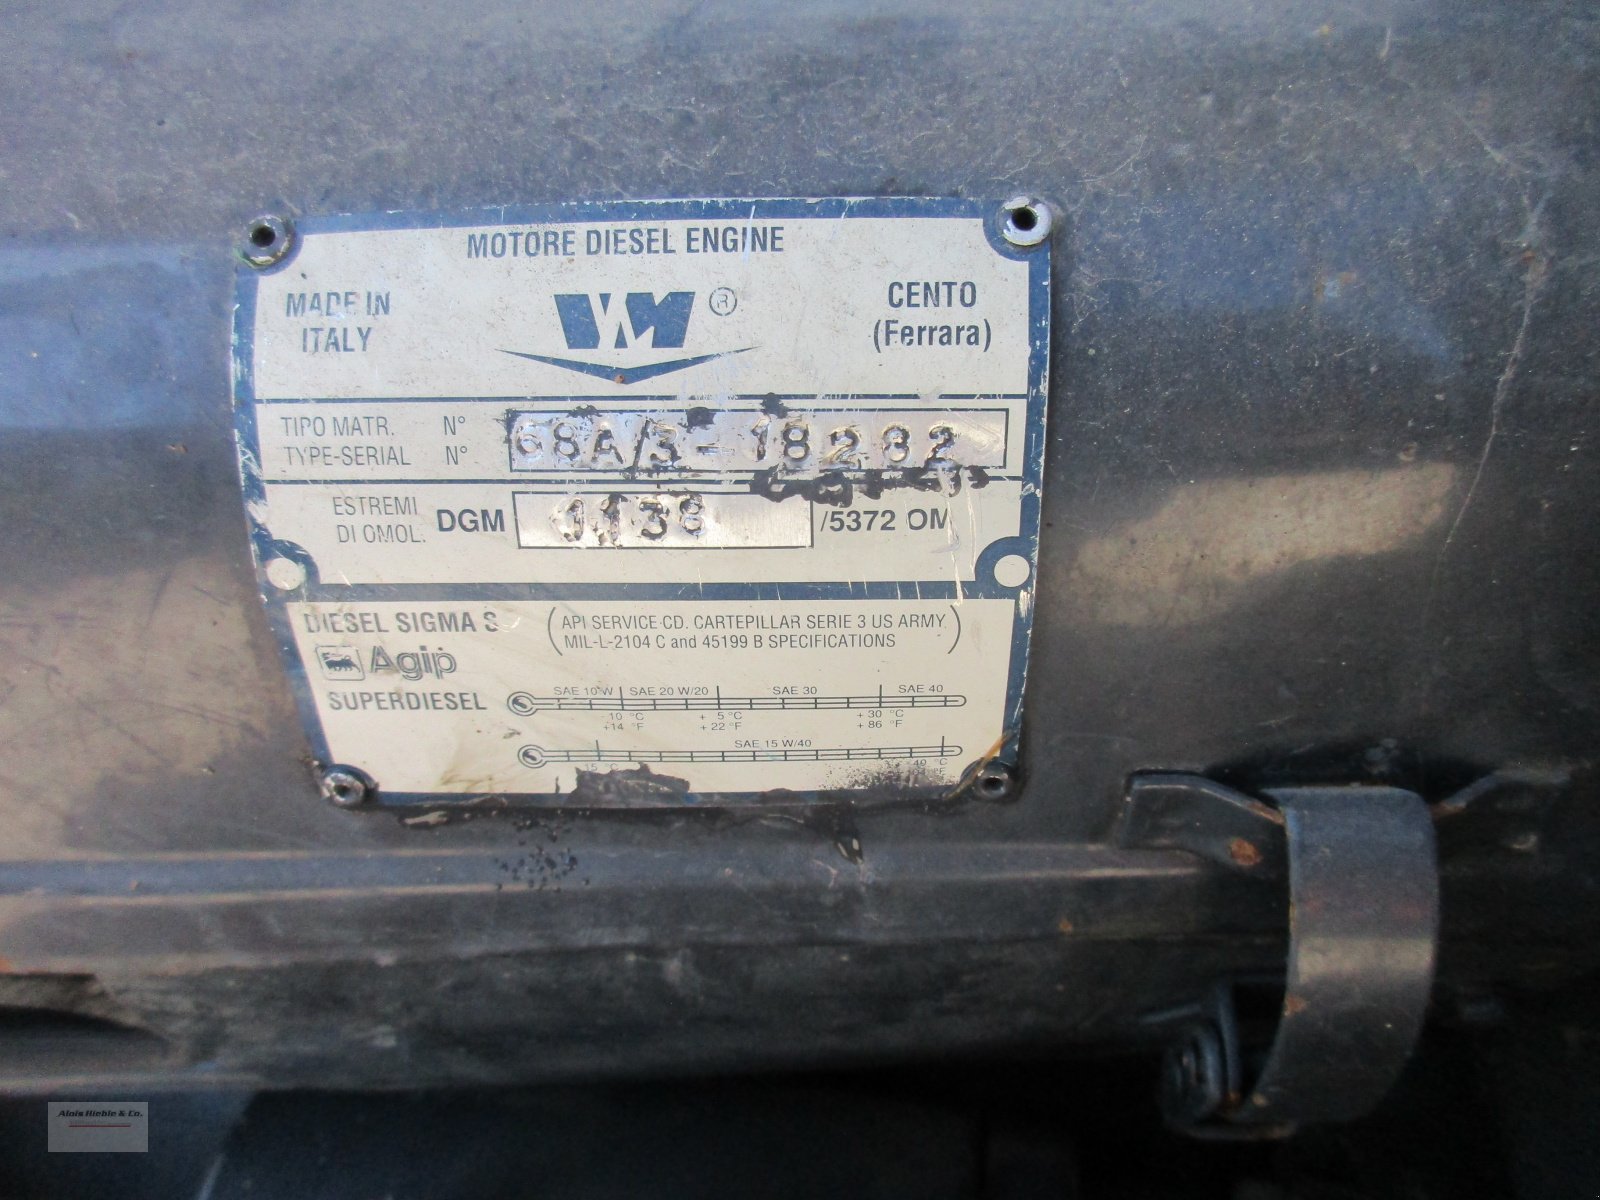 MOTORE DIESEL ENGINE
MADE IN
ITALY
VM ®
CENTO
(Ferrara)
TIPO MATR. N°
TYPE-SERIAL N°
68A/3-18282
ESTREMI
DI OMOL.
DGM 1138 /5372 OM
DIESEL SIGMA S
Agip
SUPERDIESEL
(API SERVICE CD. CARTEPILLAR SERIE 3 US ARMY
MIL-L-2104 C and 45199 B SPECIFICATIONS)
SAE 10 W SAE 20 W/20 SAE 30 SAE 40
-10 °C + 5 °C + 30 °C
+14 °F + 22 °F + 86 °F
SAE 15 W/40
15 °C 40 °C
°F
Alois Hieble & Co.